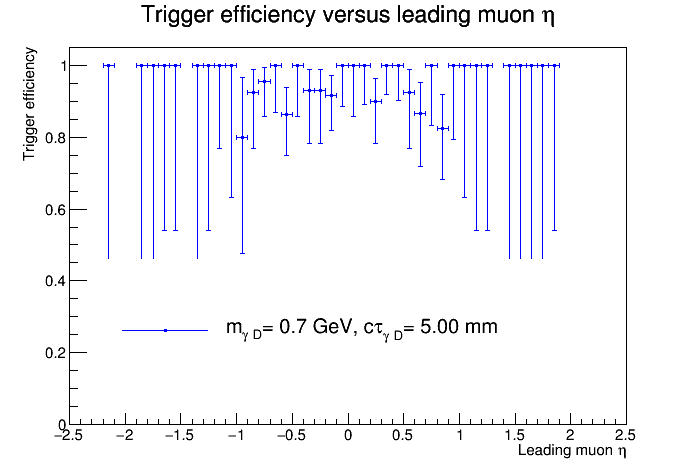 Trigger efficiency versus leading muon η
Trigger efficiency
1
0.8
0.6
0.4
0.2
0
mγ D= 0.7 GeV, cτγ D= 5.00 mm
−2.5 −2 −1.5 −1 −0.5 0 0.5 1 1.5 2 2.5
Leading muon η